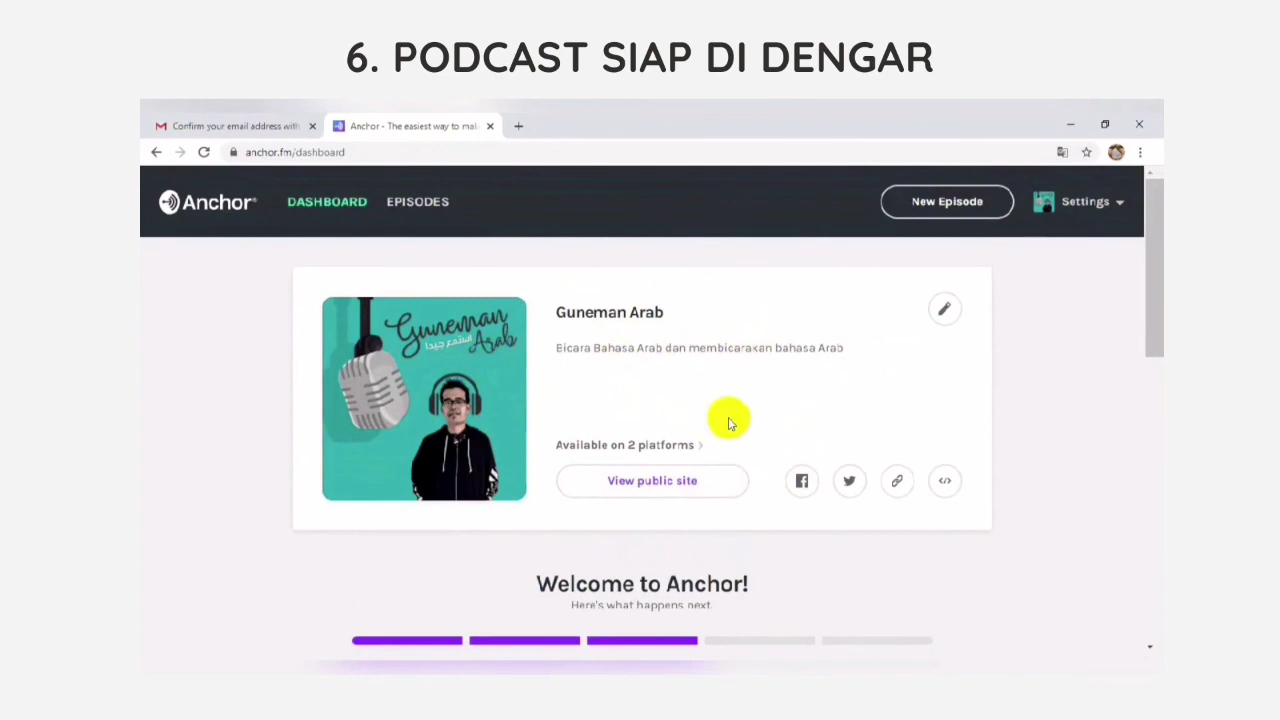 6. PODCAST SIAP DI DENGAR
Confirm your email address with
Anchor - The easiest way to mak
anchor.fm/dashboard
Anchor
DASHBOARD
EPISODES
New Episode
Settings
Guneman
استمع جيدا
Arab
Guneman Arab
Bicara Bahasa Arab dan membicarakan bahasa Arab
Available on 2 platforms
View public site
Welcome to Anchor!
Here's what happens next.